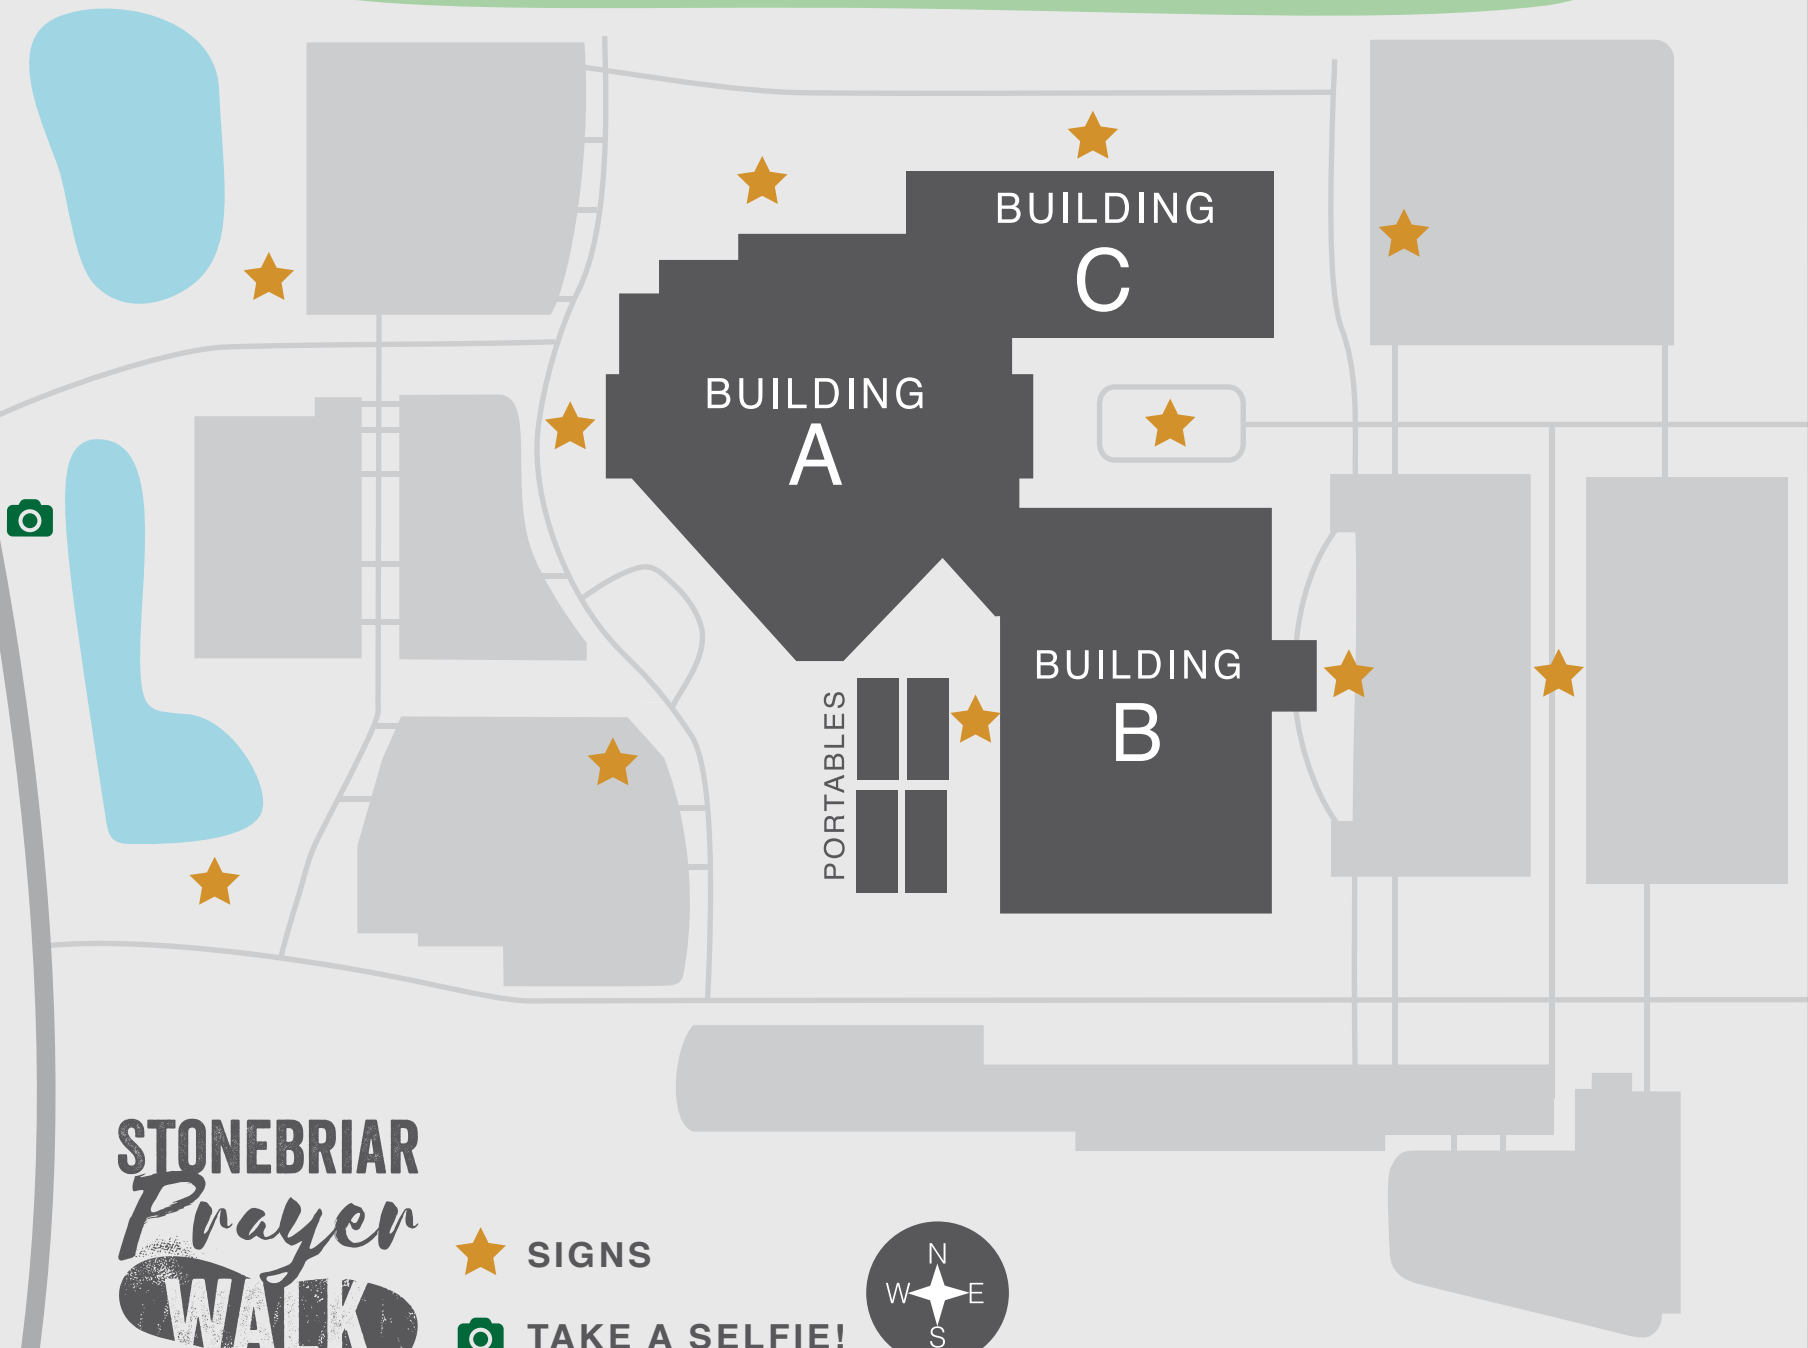 BUILDING
C
BUILDING
A
BUILDING
B
PORTABLES
STONEBRIAR
Prayer
WALK
SIGNS
TAKE A SELFIE!
N
W E
S